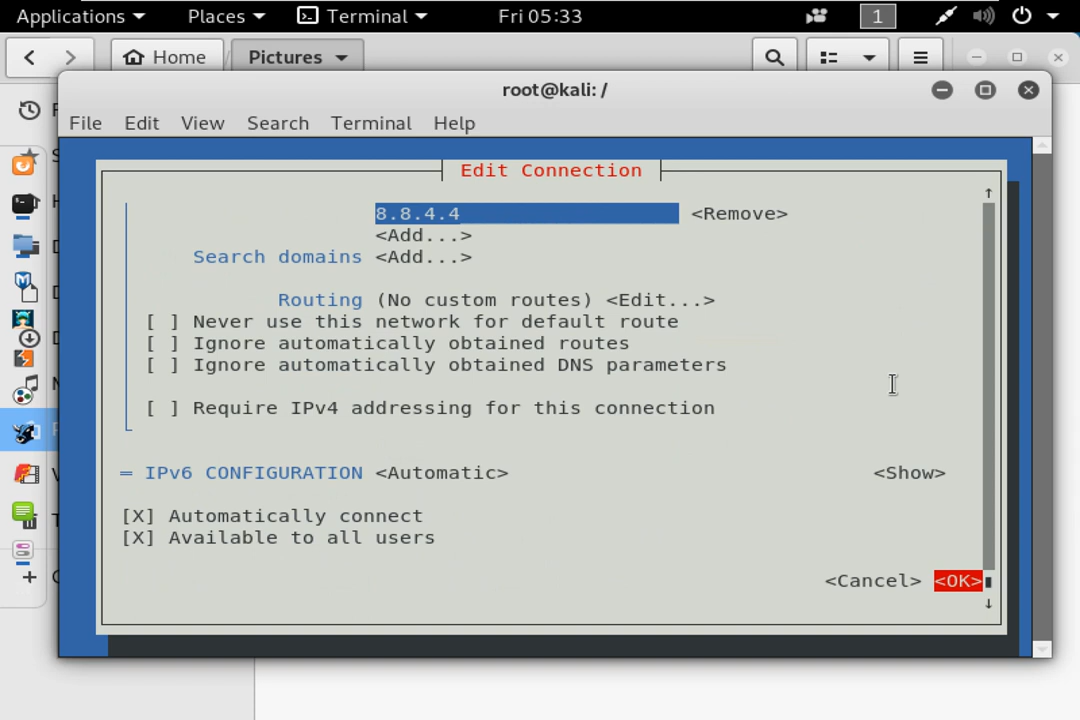 Applications Places Terminal Fri 05:33 1
Home Pictures
root@kali: /
File Edit View Search Terminal Help
Edit Connection
8.8.4.4 <Remove>
<Add...>
Search domains <Add...>
Routing (No custom routes) <Edit...>
[ ] Never use this network for default route
[ ] Ignore automatically obtained routes
[ ] Ignore automatically obtained DNS parameters
[ ] Require IPv4 addressing for this connection
═ IPv6 CONFIGURATION <Automatic> <Show>
[X] Automatically connect
[X] Available to all users
<Cancel> <OK>